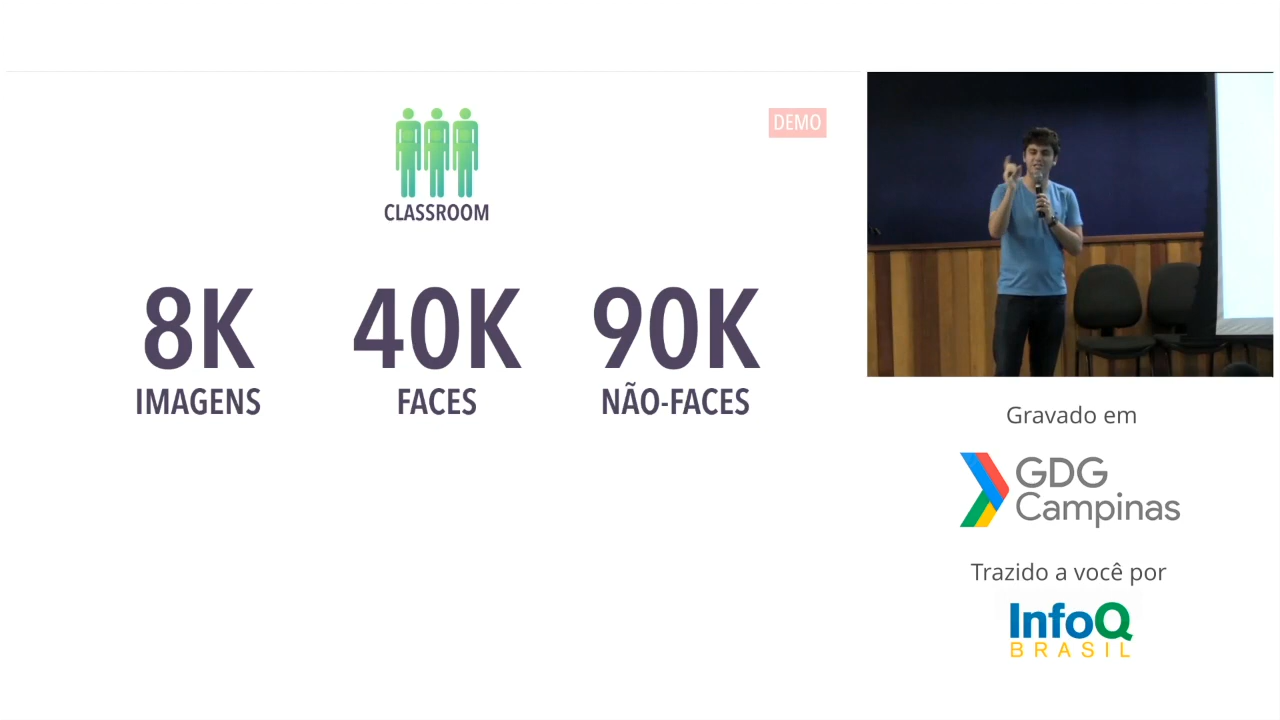 CLASSROOM
DEMO
8K
IMAGENS
40K
FACES
90K
NÃO-FACES
Gravado em
GDG
Campinas
Trazido a você por
InfoQ
BRASIL